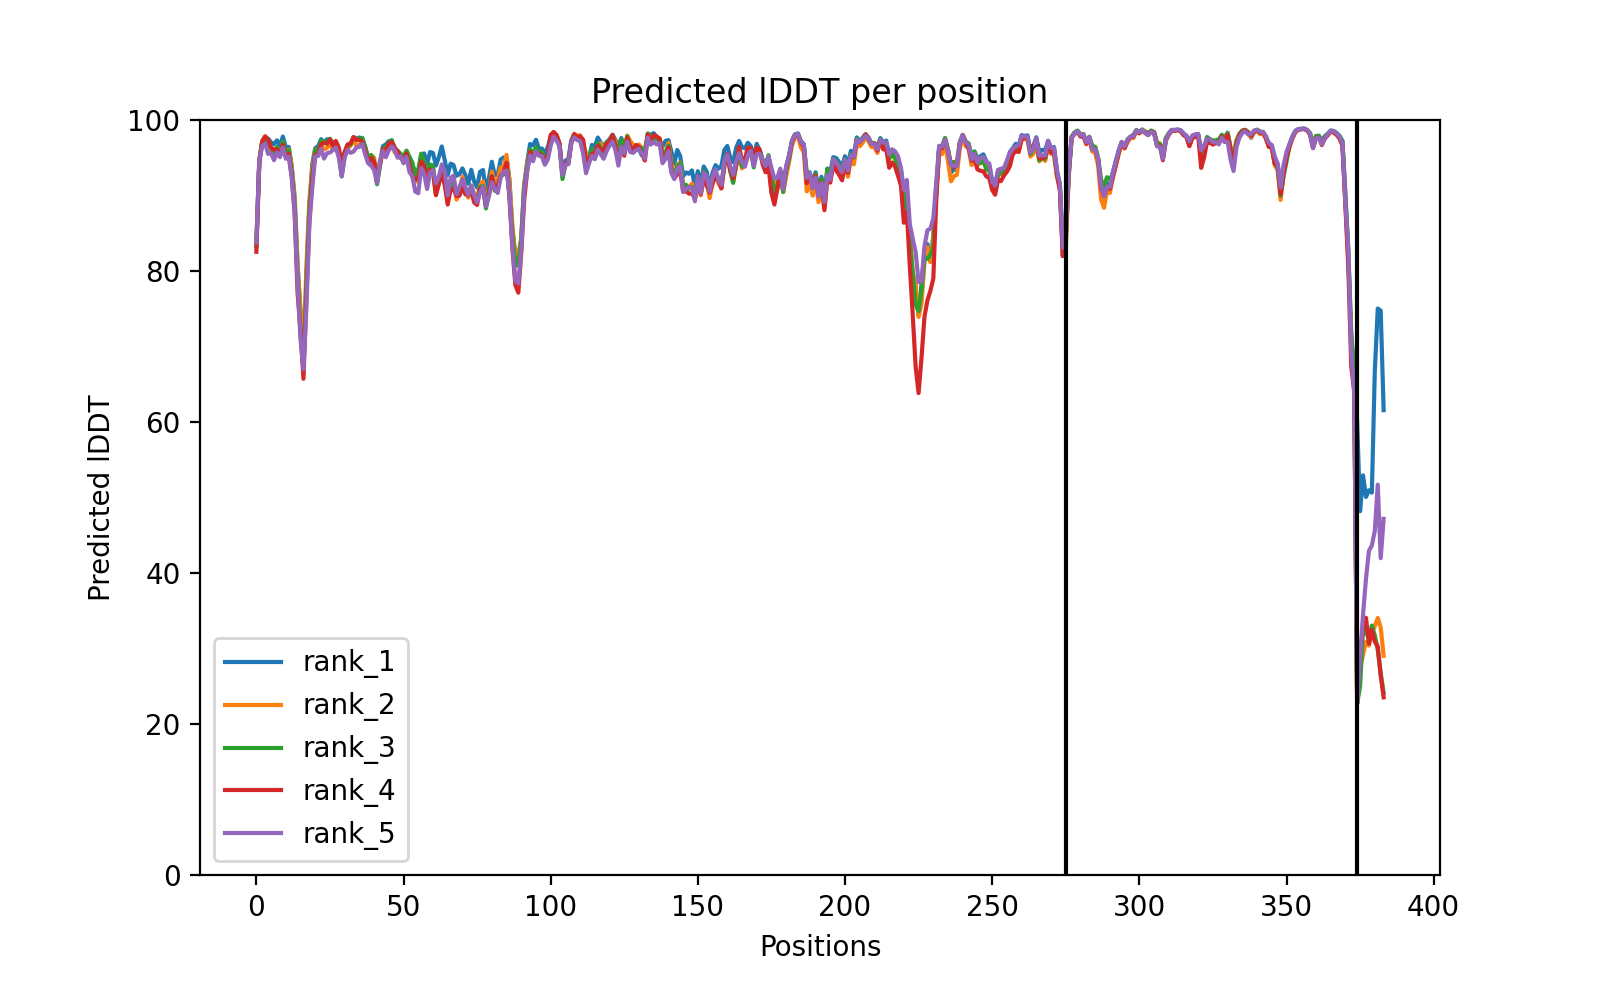 Predicted lDDT per position
100
80
60
40
20
0
Predicted lDDT
rank_1
rank_2
rank_3
rank_4
rank_5
0 50 100 150 200 250 300 350 400
Positions